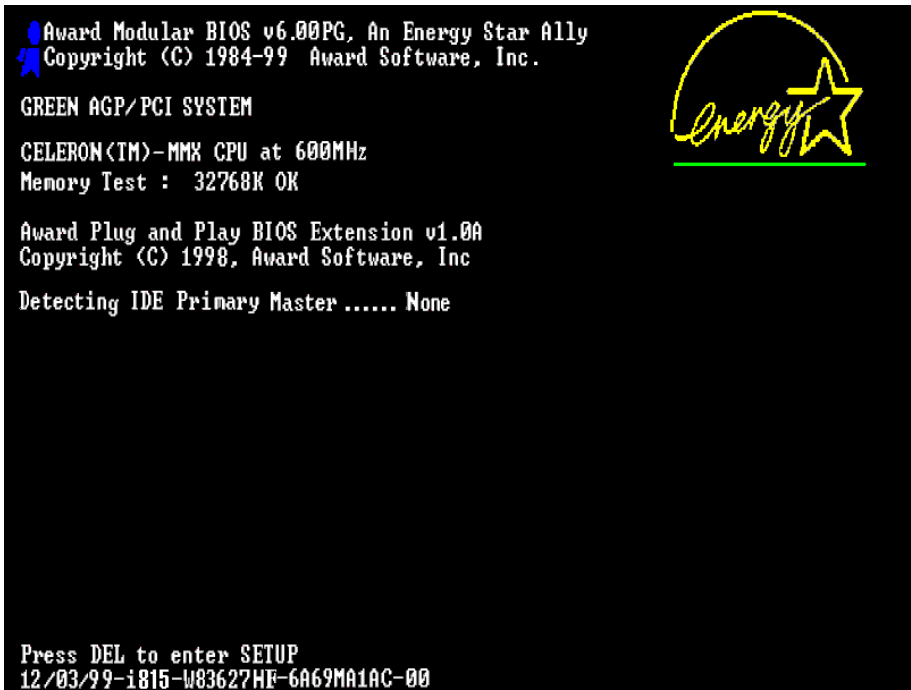 Award Modular BIOS v6.00PG, An Energy Star Ally
Copyright (C) 1984-99 Award Software, Inc.
energy
GREEN AGP/PCI SYSTEM
CELERON(TM)-MMX CPU at 600MHz
Memory Test : 32768K OK
Award Plug and Play BIOS Extension v1.0A
Copyright (C) 1998, Award Software, Inc
Detecting IDE Primary Master ...... None
Press DEL to enter SETUP
12/03/99-i815-W83627HF-6A69MA1AC-00